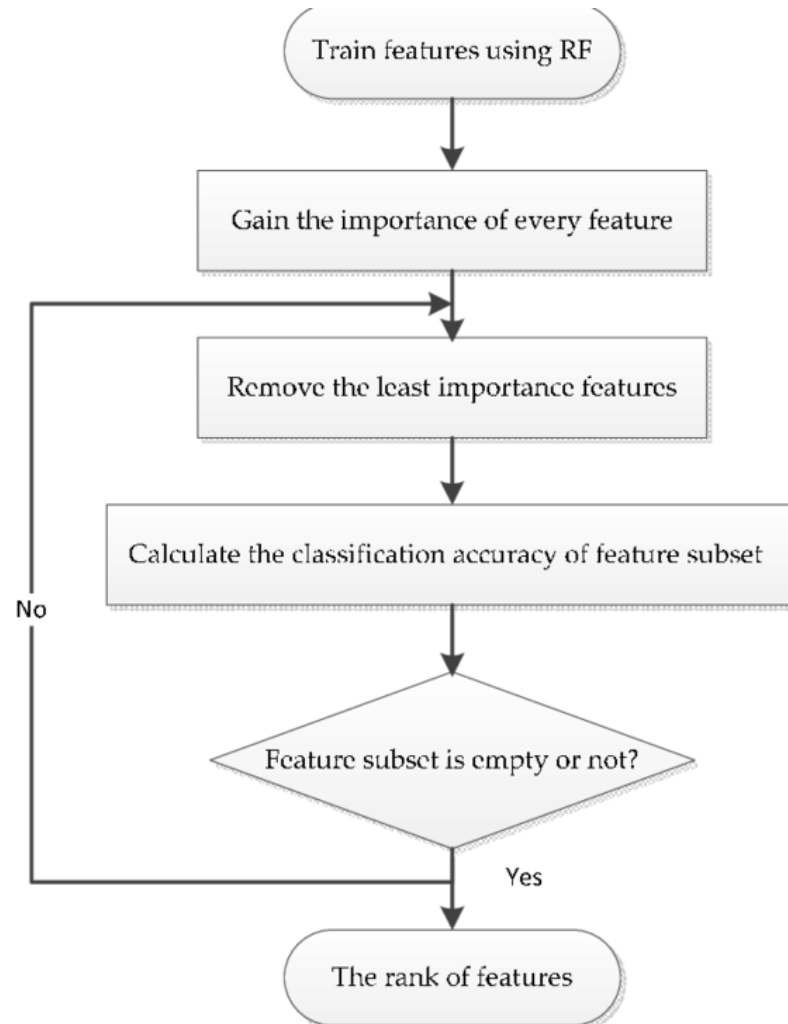 Train features using RF
Gain the importance of every feature
Remove the least importance features
Calculate the classification accuracy of feature subset
No
Feature subset is empty or not?
Yes
The rank of features